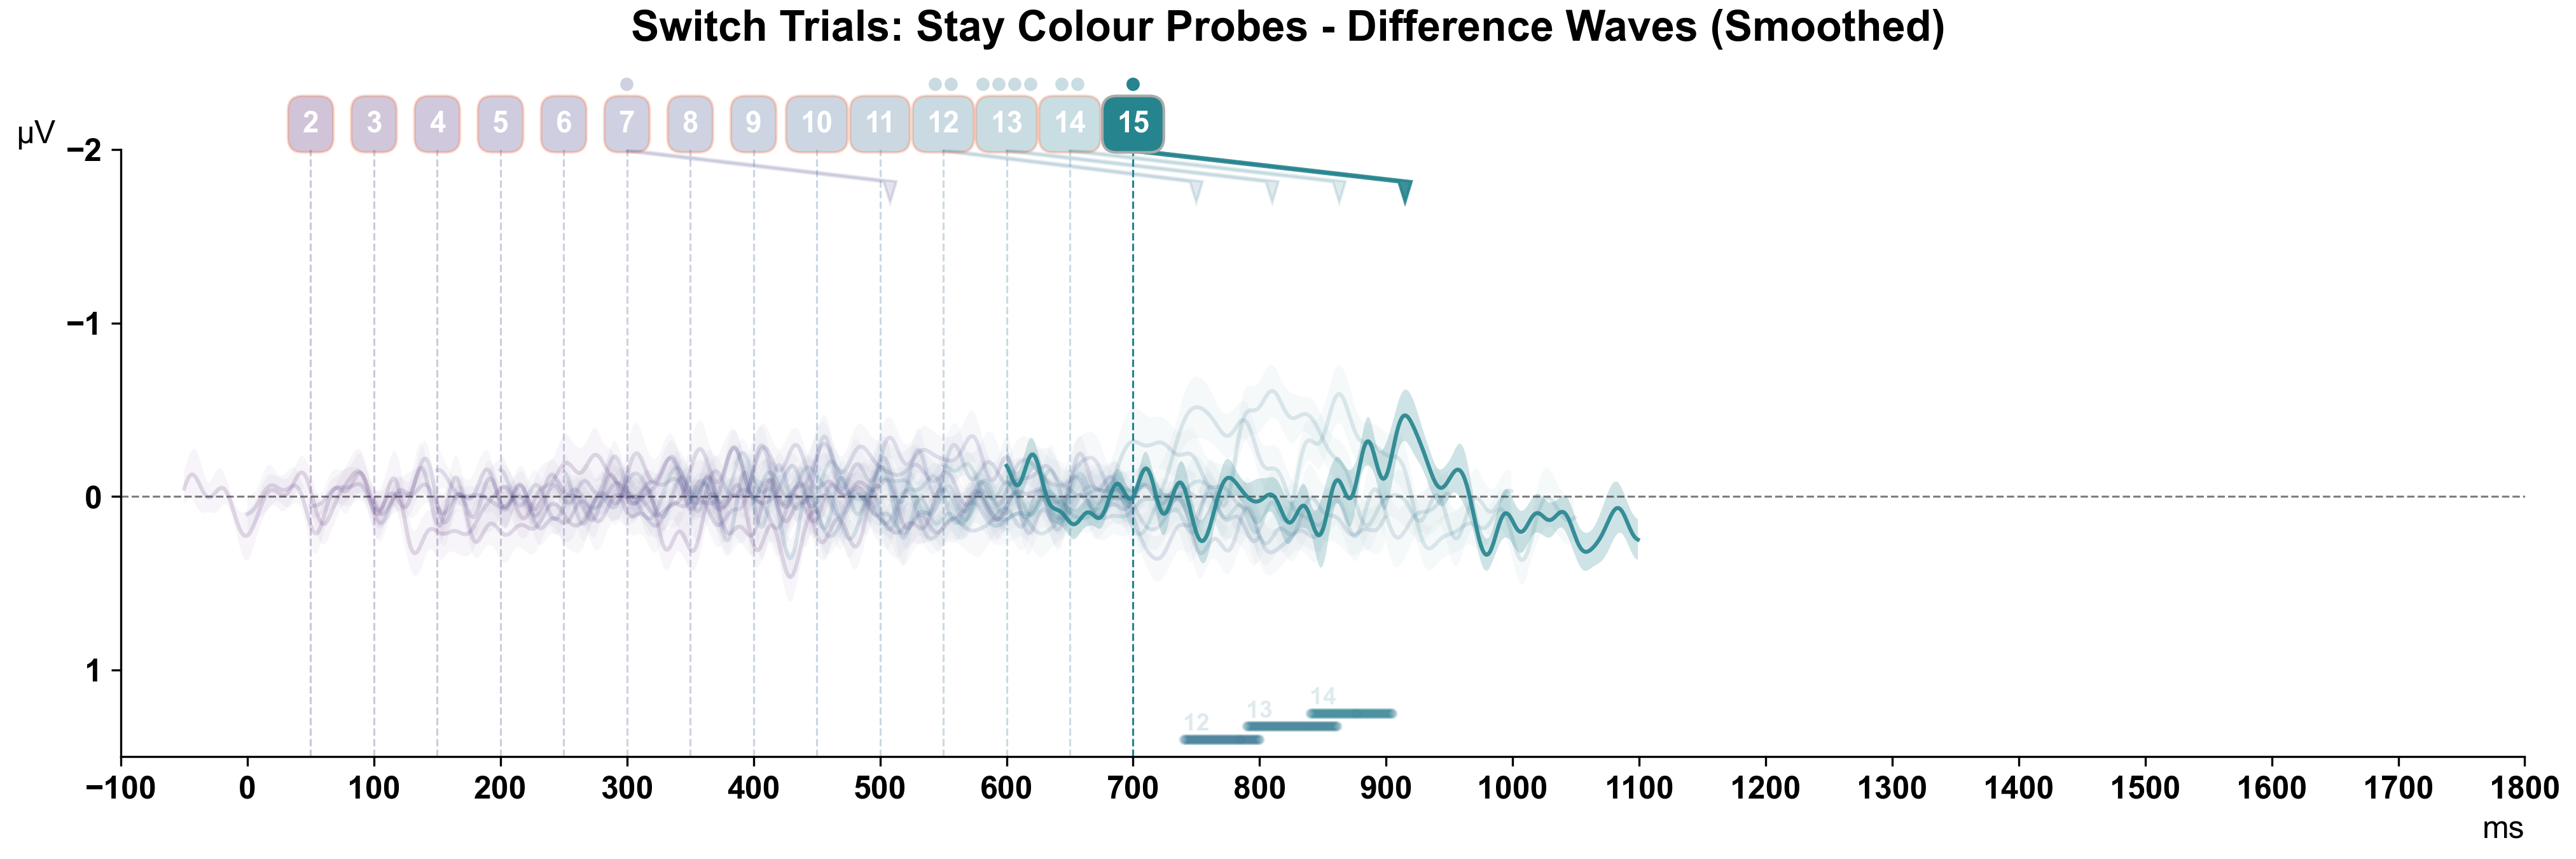 Switch Trials: Stay Colour Probes - Difference Waves (Smoothed)
2 3 4 5 6 7 8 9 10 11 12 13 14 15
µV
−2
−1
0
1
14
13
12
−100 0 100 200 300 400 500 600 700 800 900 1000 1100 1200 1300 1400 1500 1600 1700 1800
ms